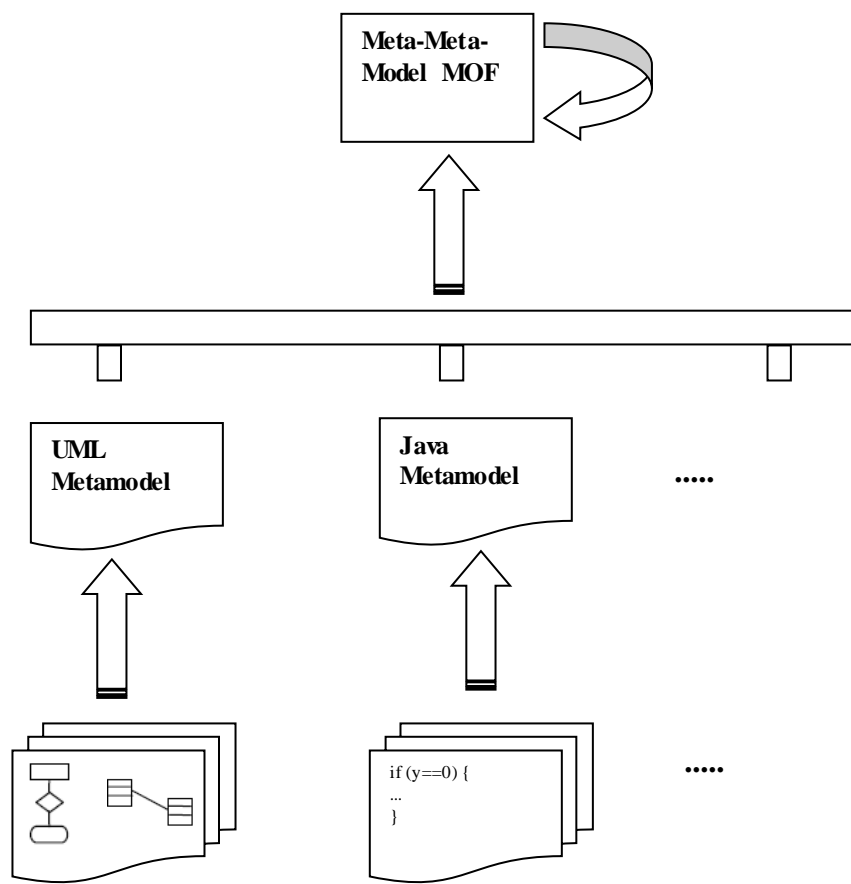 Meta-Meta-
Model MOF
UML
Metamodel
Java
Metamodel
.....
if (y==0) {
...
}
.....